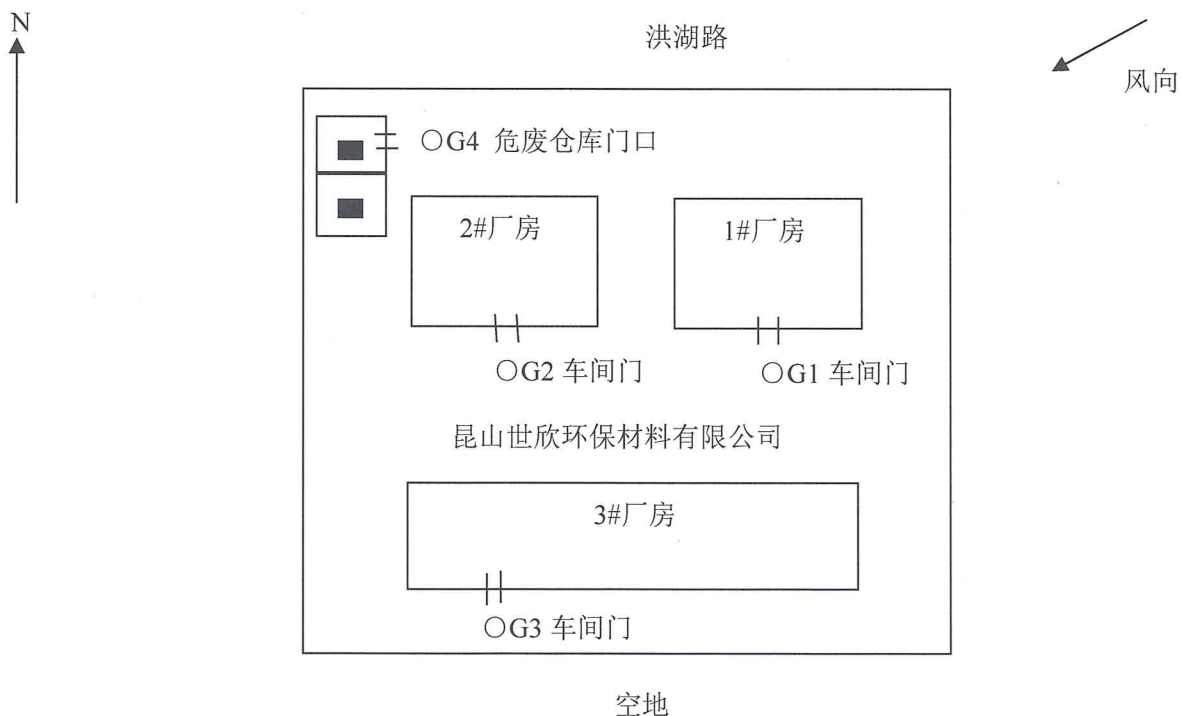 N
洪湖路
风向
○G4 危废仓库门口
2#厂房
1#厂房
○G2 车间门
○G1 车间门
昆山世欣环保材料有限公司
3#厂房
○G3 车间门
空地